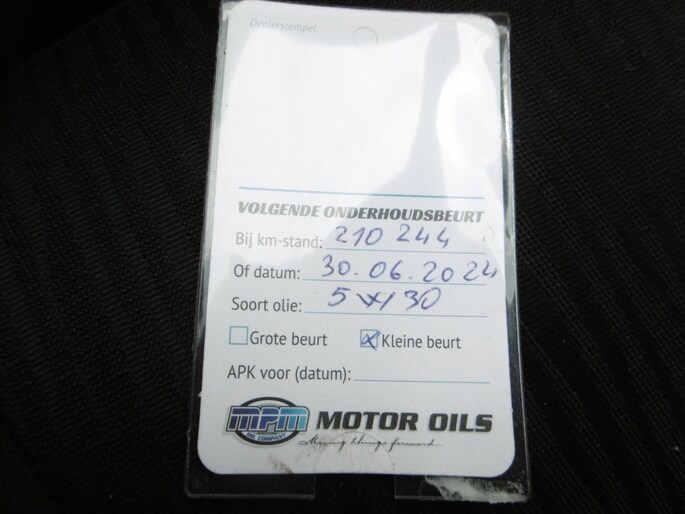 Dealerstempel:
VOLGENDE ONDERHOUDSBEURT
Bij km-stand: 210 244
Of datum: 30.06.2024
Soort olie: 5W30
Grote beurt Kleine beurt
APK voor (datum):
MPM OIL COMPANY MOTOR OILS
Moving things forward...